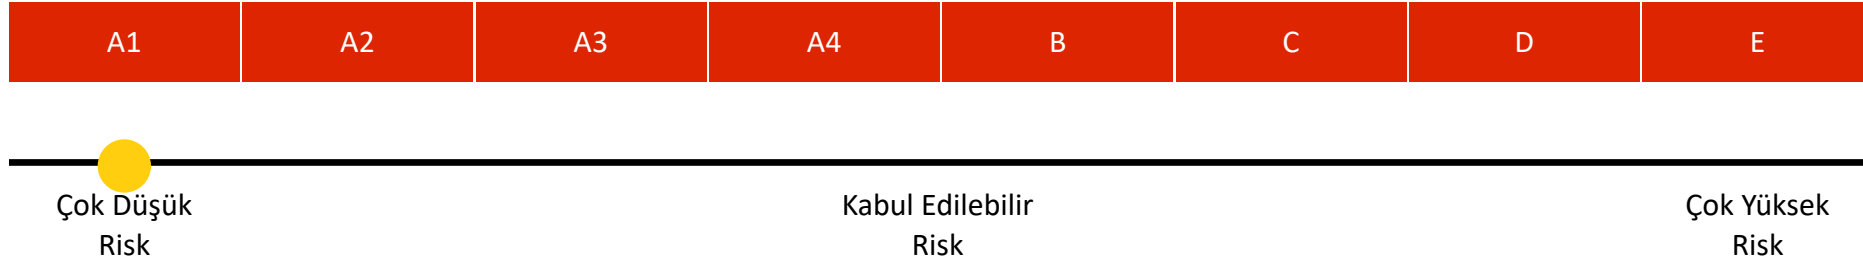 A1 A2 A3 A4 B C D E
Çok Düşük Risk
Kabul Edilebilir Risk
Çok Yüksek Risk